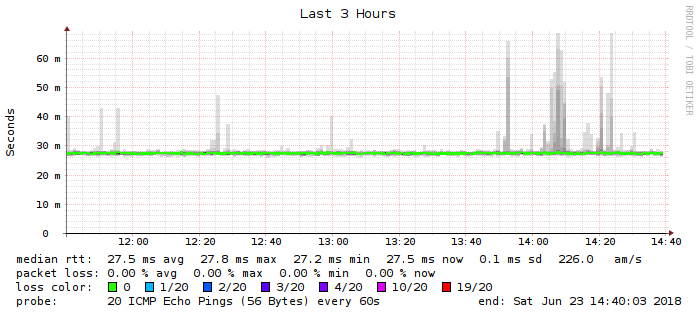 Last 3 Hours
RRDTOOL / TOBI OETIKER
Seconds
60 m
50 m
40 m
30 m
20 m
10 m
0
12:00 12:20 12:40 13:00 13:20 13:40 14:00 14:20 14:40
median rtt: 27.5 ms avg 27.8 ms max 27.2 ms min 27.5 ms now 0.1 ms sd 226.0 am/s
packet loss: 0.00 % avg 0.00 % max 0.00 % min 0.00 % now
loss color: 0 1/20 2/20 3/20 4/20 10/20 19/20
probe: 20 ICMP Echo Pings (56 Bytes) every 60s end: Sat Jun 23 14:40:03 2018